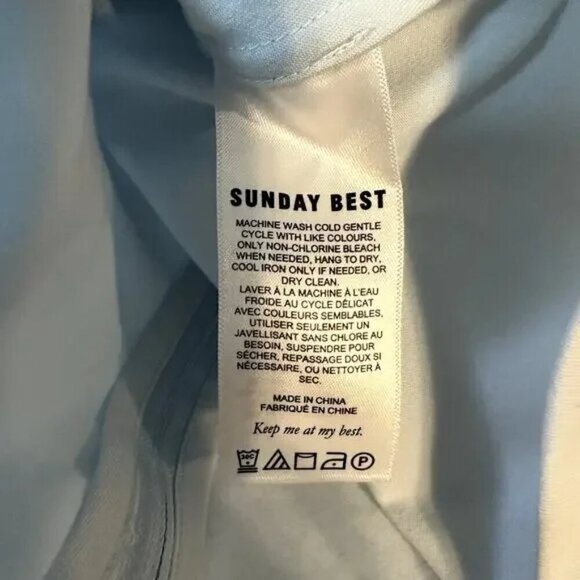 SUNDAY BEST
MACHINE WASH COLD GENTLE
CYCLE WITH LIKE COLOURS,
ONLY NON-CHLORINE BLEACH
WHEN NEEDED, HANG TO DRY,
COOL IRON ONLY IF NEEDED, OR
DRY CLEAN.
LAVER À LA MACHINE À L'EAU
FROIDE AU CYCLE DÉLICAT
AVEC COULEURS SEMBLABLES,
UTILISER SEULEMENT UN
JAVELLISANT SANS CHLORE AU
BESOIN, SUSPENDRE POUR
SÉCHER, REPASSAGE DOUX SI
NÉCESSAIRE, OU NETTOYER À
SEC.
MADE IN CHINA
FABRIQUÉ EN CHINE
Keep me at my best.
30C P